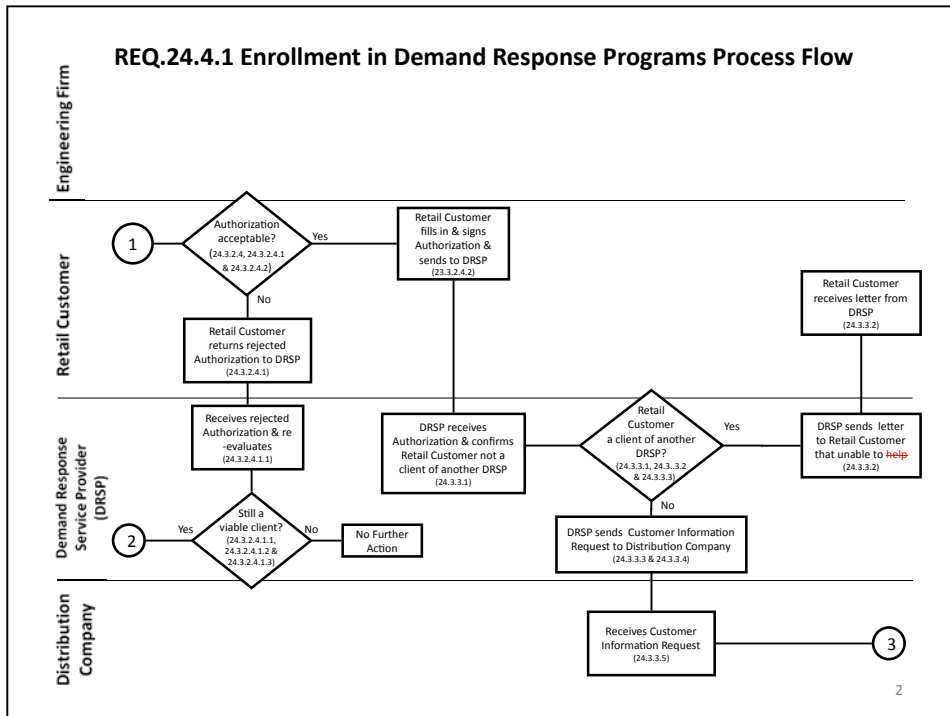 REQ.24.4.1 Enrollment in Demand Response Programs Process Flow
Engineering Firm
Retail Customer
1
Authorization
acceptable?
(24.3.2.4, 24.3.2.4.1
& 24.3.2.4.2)
Yes
No
Retail Customer
fills in & signs
Authorization &
sends to DRSP
(23.3.2.4.2)
Retail Customer
returns rejected
Authorization to DRSP
(24.3.2.4.1)
Retail Customer
receives letter from
DRSP
(24.3.3.2)
Demand Response
Service Provider
(DRSP)
Receives rejected
Authorization & re
-evaluates
(24.3.2.4.1.1)
DRSP receives
Authorization & confirms
Retail Customer not a
client of another DRSP
(24.3.3.1)
Retail
Customer
a client of another
DRSP?
(24.3.3.1, 24.3..3.2
& 24.3.3.3)
Yes
No
DRSP sends letter
to Retail Customer
that unable to help
(24.3.3.2)
2
Yes
Still a
viable client?
(24.3.2.4.1.1,
24.3.2.4.1.2 &
24.3.2.4.1.3)
No
No Further
Action
DRSP sends Customer Information
Request to Distribution Company
(24.3.3.3 & 24.3.3.4)
Distribution
Company
Receives Customer
Information Request
(24.3.3.5)
3
2